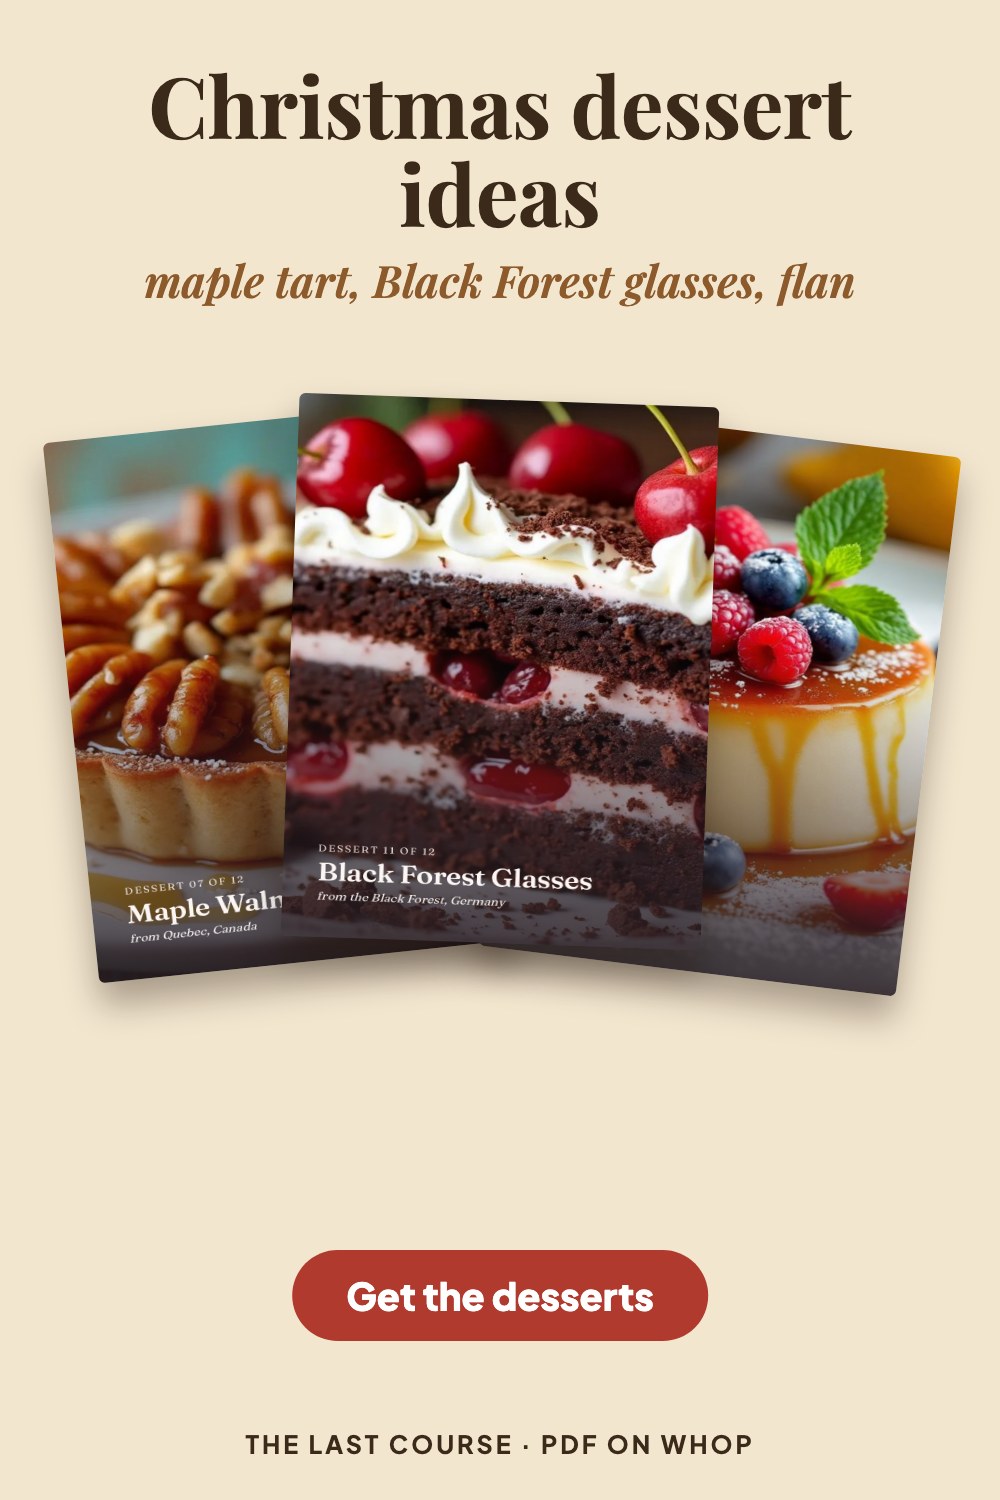 Christmas dessert
ideas
maple tart, Black Forest glasses, flan
DESSERT 07 OF 12
Maple
from Quebec, Canada
DESSERT 11 OF 12
Black Forest Glasses
from the Black Forest, Germany
Get the desserts
THE LAST COURSE · PDF ON WHOP